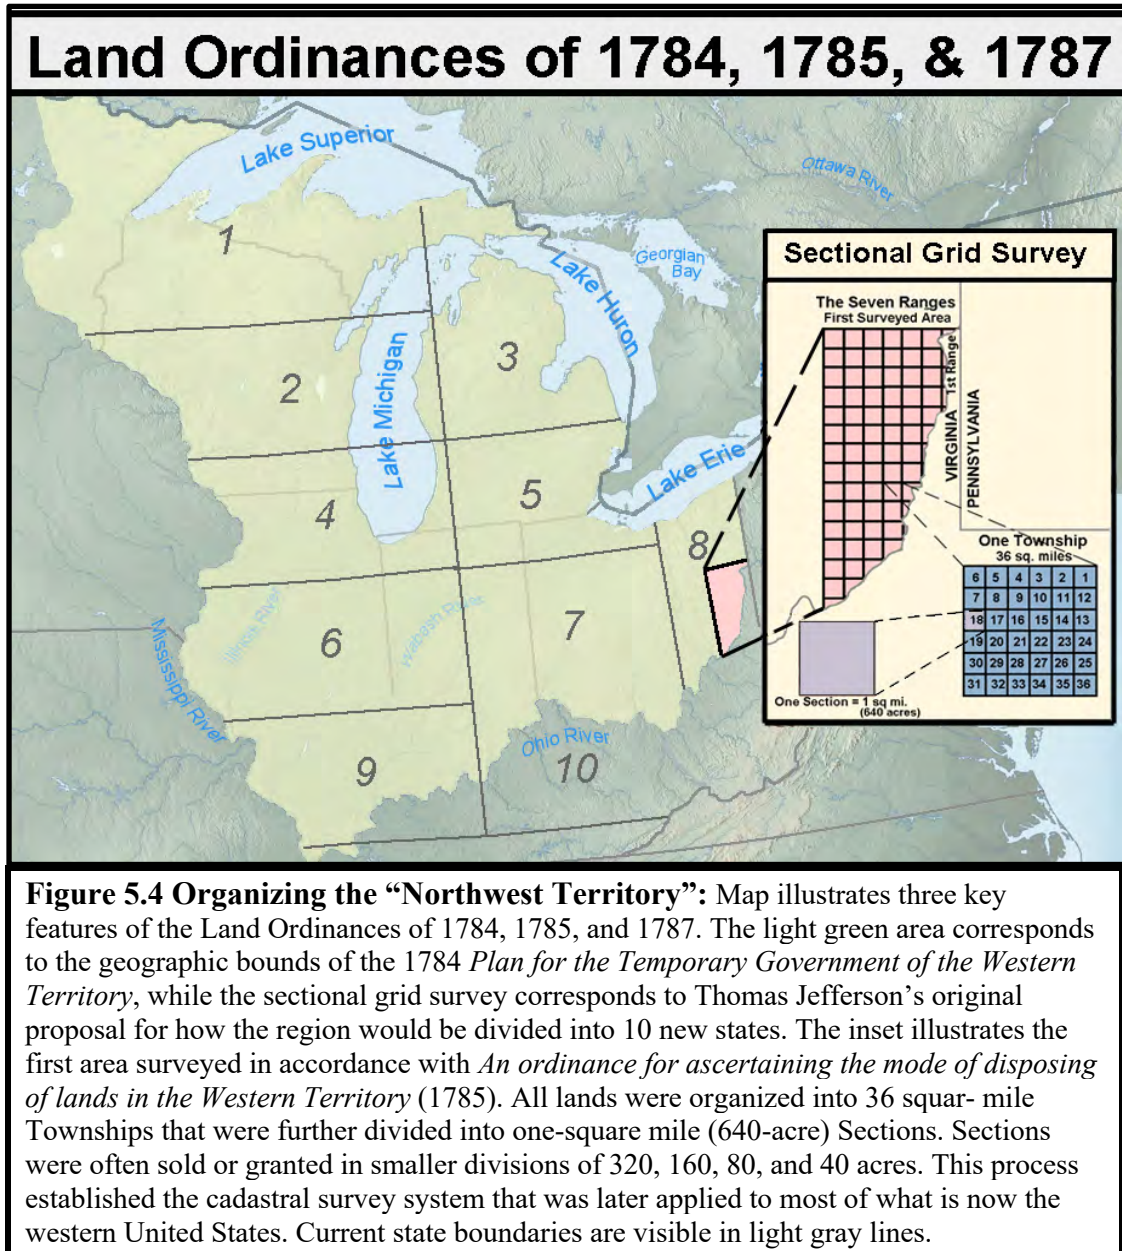 Land Ordinances of 1784, 1785, & 1787
Lake Superior
Ottawa River
1
Georgian
Bay
Lake Huron
Lake Michigan
2
3
Lake Erie
4
5
8
Illinois River
Wabash River
6
7
Mississippi River
Ohio River
9
10
Sectional Grid Survey
The Seven Ranges
First Surveyed Area
1st Range
VIRGINIA
PENNSYLVANIA
One Township
36 sq. miles
6 5 4 3 2 1
7 8 9 10 11 12
18 17 16 15 14 13
19 20 21 22 23 24
30 29 28 27 26 25
31 32 33 34 35 36
One Section = 1 sq mi.
(640 acres)
Figure 5.4 Organizing the “Northwest Territory”: Map illustrates three key
features of the Land Ordinances of 1784, 1785, and 1787. The light green area corresponds
to the geographic bounds of the 1784 Plan for the Temporary Government of the Western
Territory, while the sectional grid survey corresponds to Thomas Jefferson’s original
proposal for how the region would be divided into 10 new states. The inset illustrates the
first area surveyed in accordance with An ordinance for ascertaining the mode of disposing
of lands in the Western Territory (1785). All lands were organized into 36 squar- mile
Townships that were further divided into one-square mile (640-acre) Sections. Sections
were often sold or granted in smaller divisions of 320, 160, 80, and 40 acres. This process
established the cadastral survey system that was later applied to most of what is now the
western United States. Current state boundaries are visible in light gray lines.